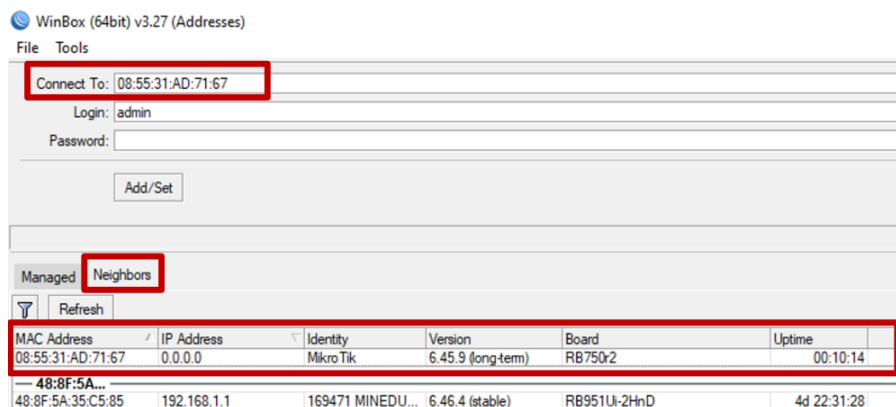 WinBox (64bit) v3.27 (Addresses)
File Tools
Connect To: 08:55:31:AD:71:67
Login: admin
Password:
Add/Set
Managed Neighbors
Refresh
MAC Address / IP Address Identity Version Board Uptime
08:55:31:AD:71:67 0.0.0.0 MikroTik 6.45.9 (long-term) RB750r2 00:10:14
48:8F:5A...
48:8F:5A:35:C5:85 192.168.1.1 169471 MINEDU... 6.46.4 (stable) RB951Ui-2HnD 4d 22:31:28